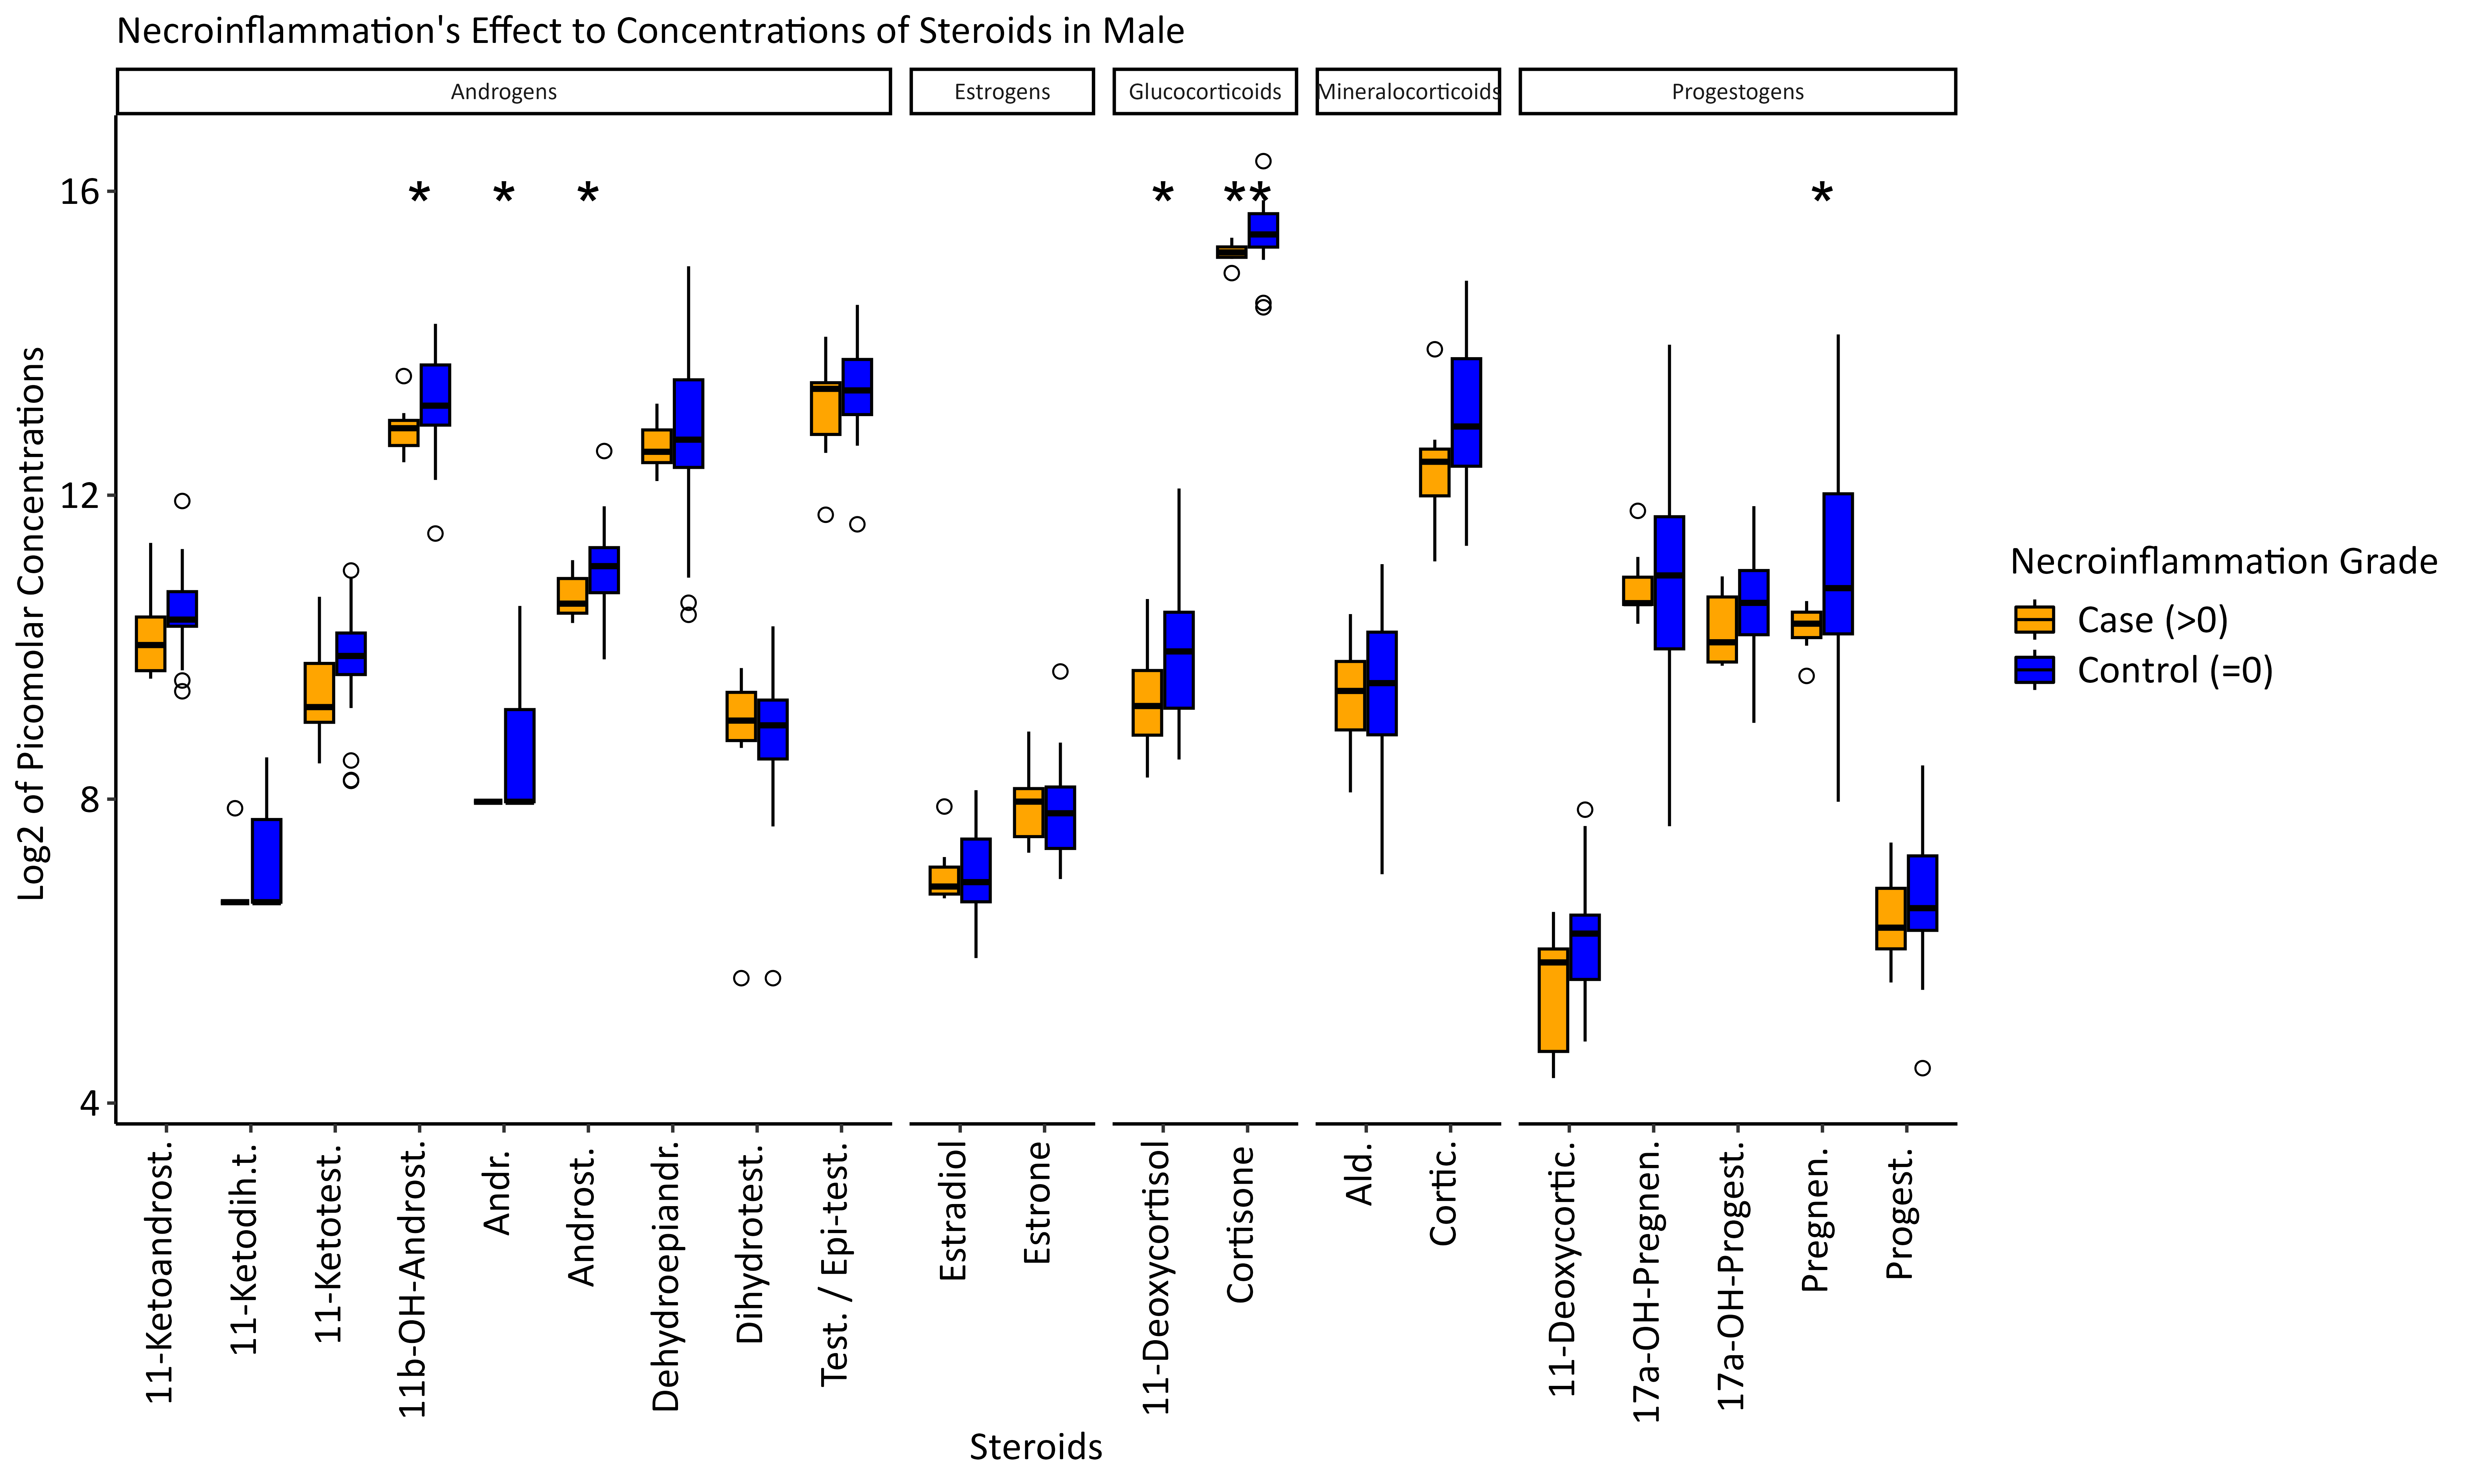 Necroinflammation's Effect to Concentrations of Steroids in Male
Androgens
Estrogens
Glucocorticoids
Mineralocorticoids
Progestogens
Log2 of Picomolar Concentrations
16
12
8
4
*
*
*
*
**
*
11-Ketoandrost.
11-Ketodih.t.
11-Ketotest.
11b-OH-Androst.
Andr.
Androst.
Dehydroepiandr.
Dihydrotest.
Test. / Epi-test.
Estradiol
Estrone
11-Deoxycortisol
Cortisone
Ald.
Cortic.
11-Deoxycortic.
17a-OH-Pregnen.
17a-OH-Progest.
Pregnen.
Progest.
Steroids
Necroinflammation Grade
Case (>0)
Control (=0)